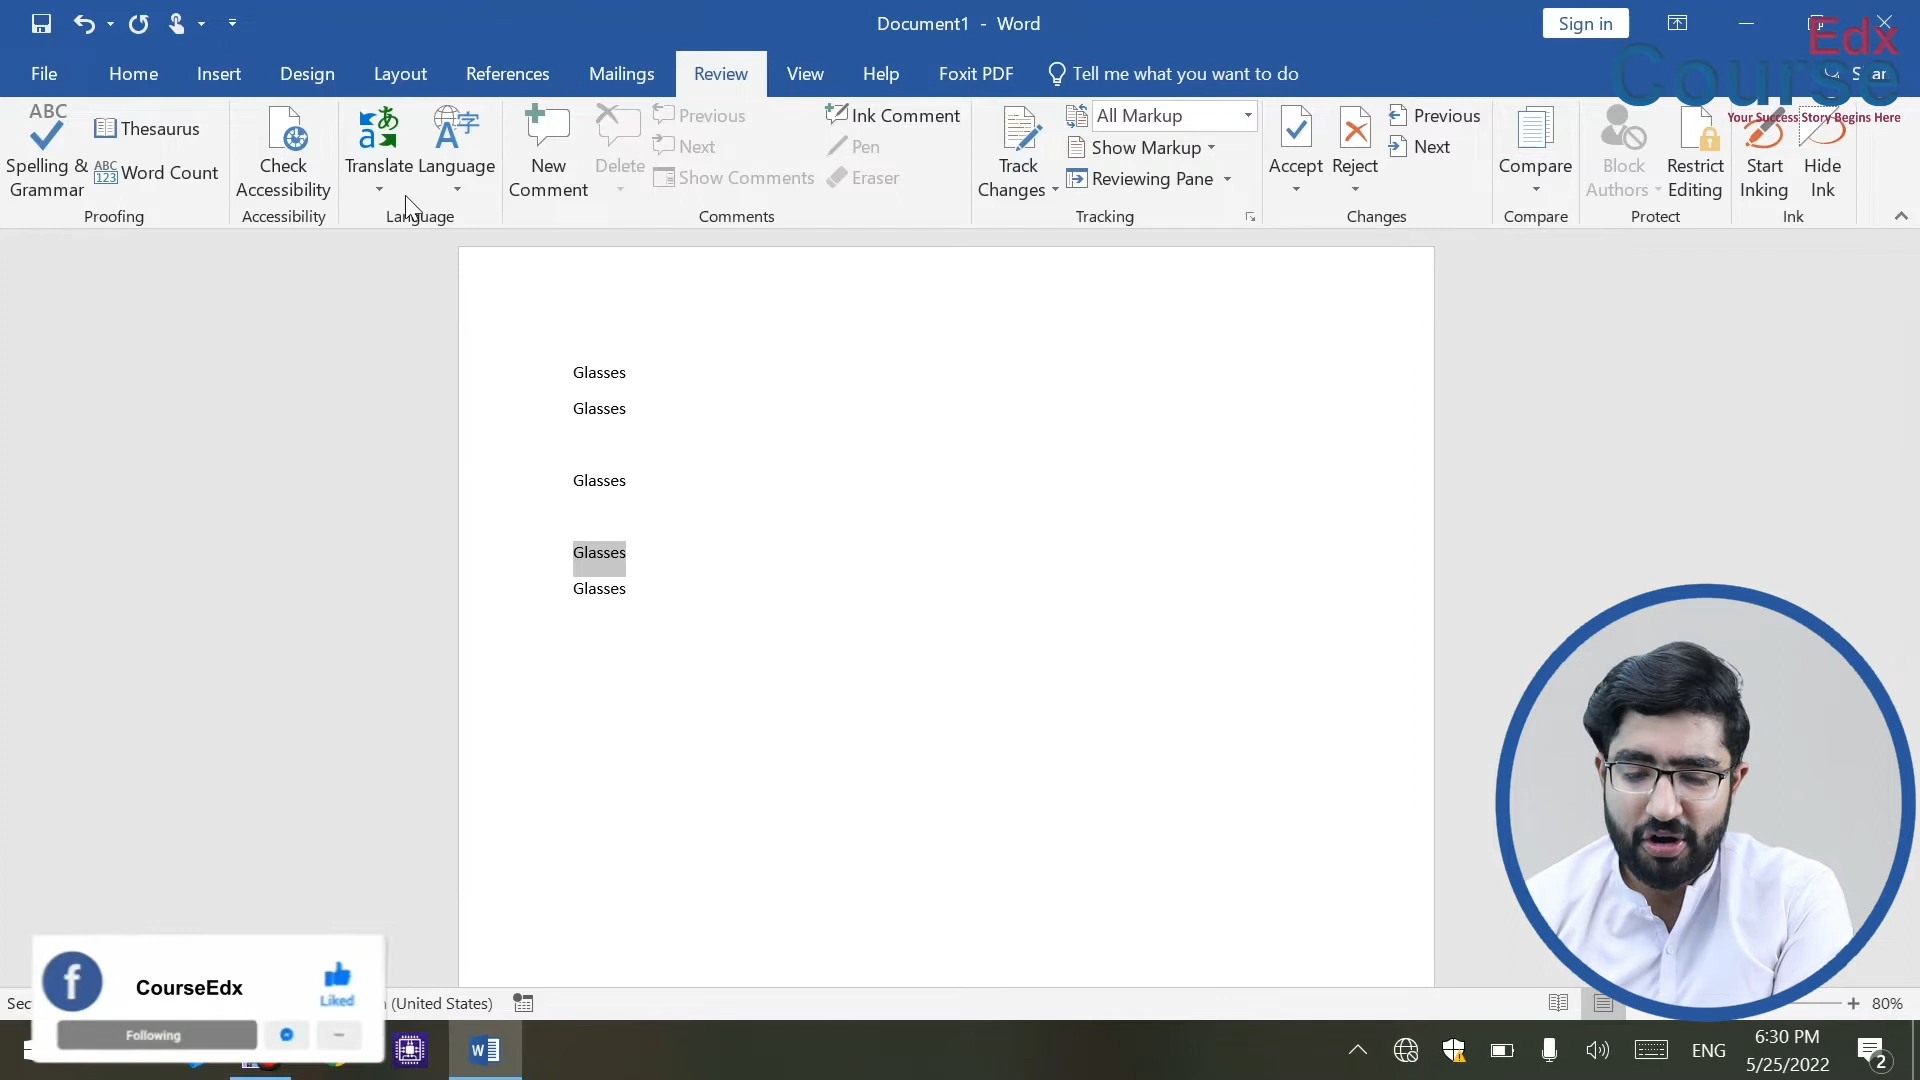 Document1 - Word
Sign in
File Home Insert Design Layout References Mailings Review View Help Foxit PDF Tell me what you want to do
Edx
Course
Your Success Story Begins Here
ABC
Spelling & Grammar
Thesaurus
ABC 123 Word Count
Proofing
Check Accessibility
Accessibility
Translate
Language
Language
New Comment
Delete
Previous
Next
Show Comments
Ink Comment
Pen
Eraser
Comments
Track Changes
All Markup
Show Markup
Reviewing Pane
Tracking
Accept
Reject
Previous
Next
Changes
Compare
Compare
Block Authors
Restrict Editing
Protect
Start Inking
Hide Ink
Ink
Glasses
Glasses
Glasses
Glasses
Glasses
CourseEdx
Liked
Following
(United States)
80%
ENG
6:30 PM
5/25/2022
2